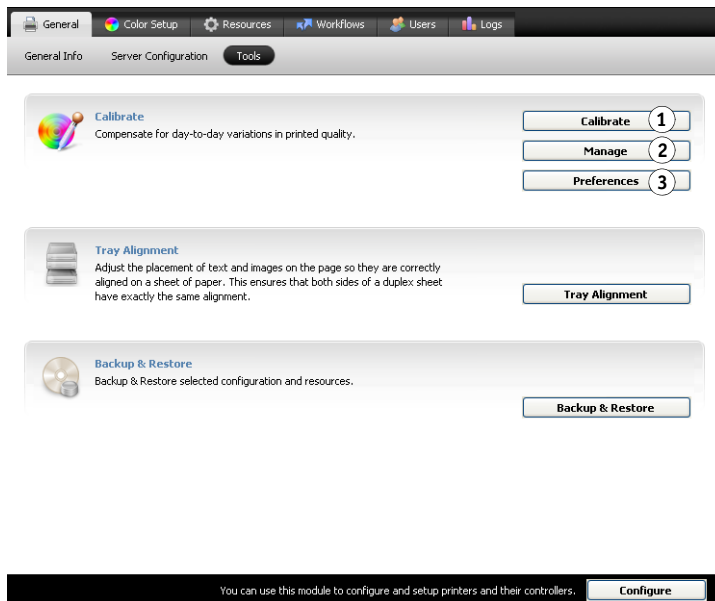 General Color Setup Resources Workflows Users Logs
General Info Server Configuration Tools
Calibrate
Compensate for day-to-day variations in printed quality.
Calibrate 1
Manage 2
Preferences 3
Tray Alignment
Adjust the placement of text and images on the page so they are correctly
aligned on a sheet of paper. This ensures that both sides of a duplex sheet
have exactly the same alignment.
Tray Alignment
Backup & Restore
Backup & Restore selected configuration and resources.
Backup & Restore
You can use this module to configure and setup printers and their controllers. Configure